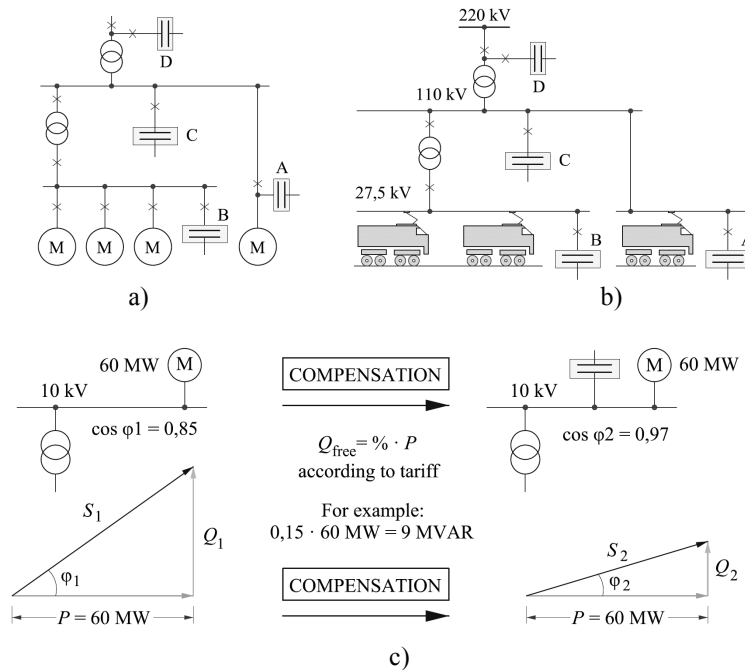 D
C
A
B
M
M
M
M
a)
220 kV
D
110 kV
C
27,5 kV
B
A
b)
60 MW
M
10 kV
cos φ1 = 0,85
COMPENSATION
Q_free = % · P
according to tariff
For example:
0,15 · 60 MW = 9 MVAR
COMPENSATION
M
60 MW
10 kV
cos φ2 = 0,97
S₁
Q₁
φ₁
P = 60 MW
S₂
Q₂
φ₂
P = 60 MW
c)